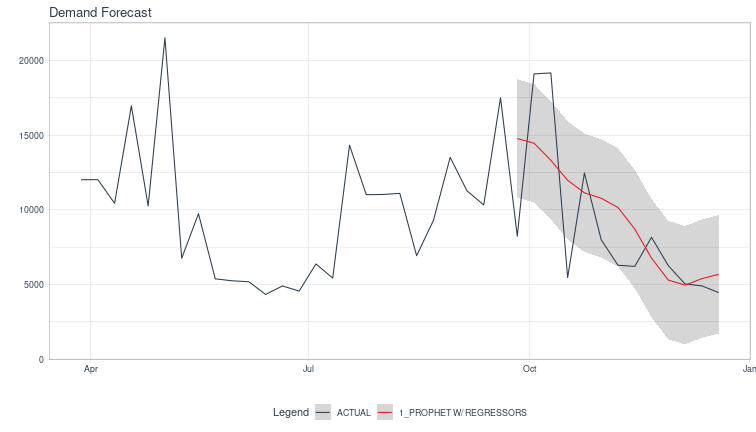 Demand Forecast
20000
15000
10000
5000
0
Apr
Jul
Oct
Jan
Legend
ACTUAL
1_PROPHET W/ REGRESSORS